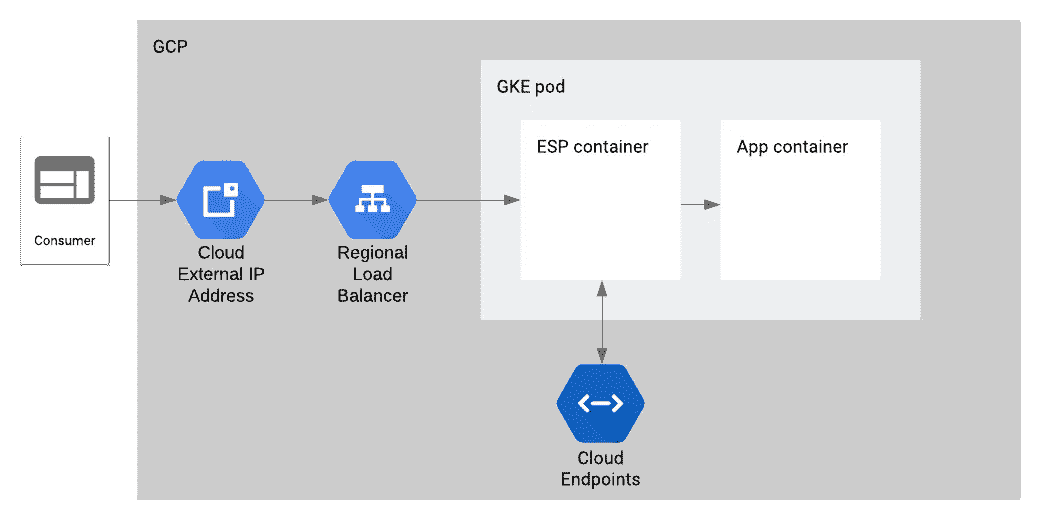 GCP
GKE pod
ESP container
App container
Consumer
Cloud
External IP
Address
Regional
Load
Balancer
Cloud
Endpoints